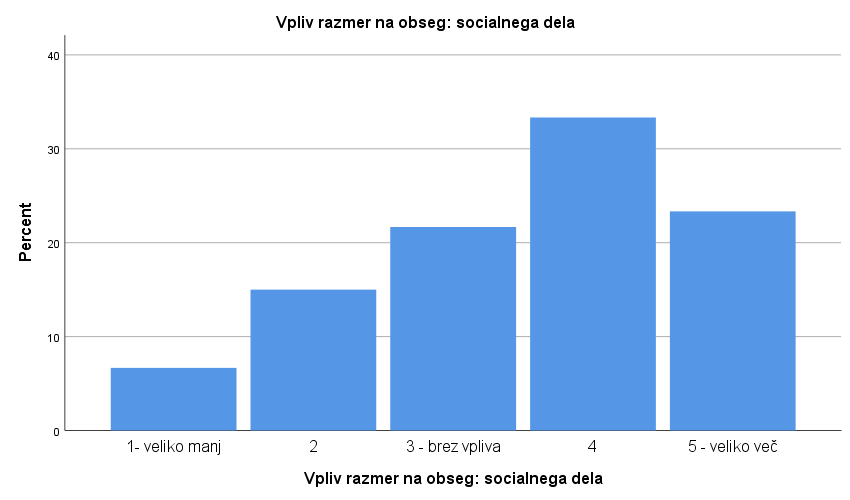 Vpliv razmer na obseg: socialnega dela
40
30
20
10
0
Percent
1- veliko manj
2
3 - brez vpliva
4
5 - veliko več
Vpliv razmer na obseg: socialnega dela